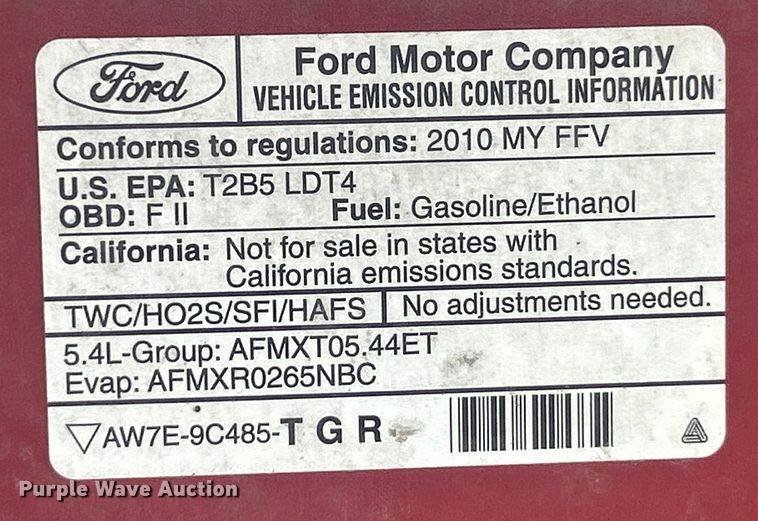 Ford
Ford Motor Company
VEHICLE EMISSION CONTROL INFORMATION
Conforms to regulations: 2010 MY FFV
U.S. EPA: T2B5 LDT4
OBD: F II Fuel: Gasoline/Ethanol
California: Not for sale in states with
California emissions standards.
TWC/HO2S/SFI/HAFS No adjustments needed.
5.4L-Group: AFMXT05.44ET
Evap: AFMXR0265NBC
AW7E-9C485-T G R
Purple Wave Auction